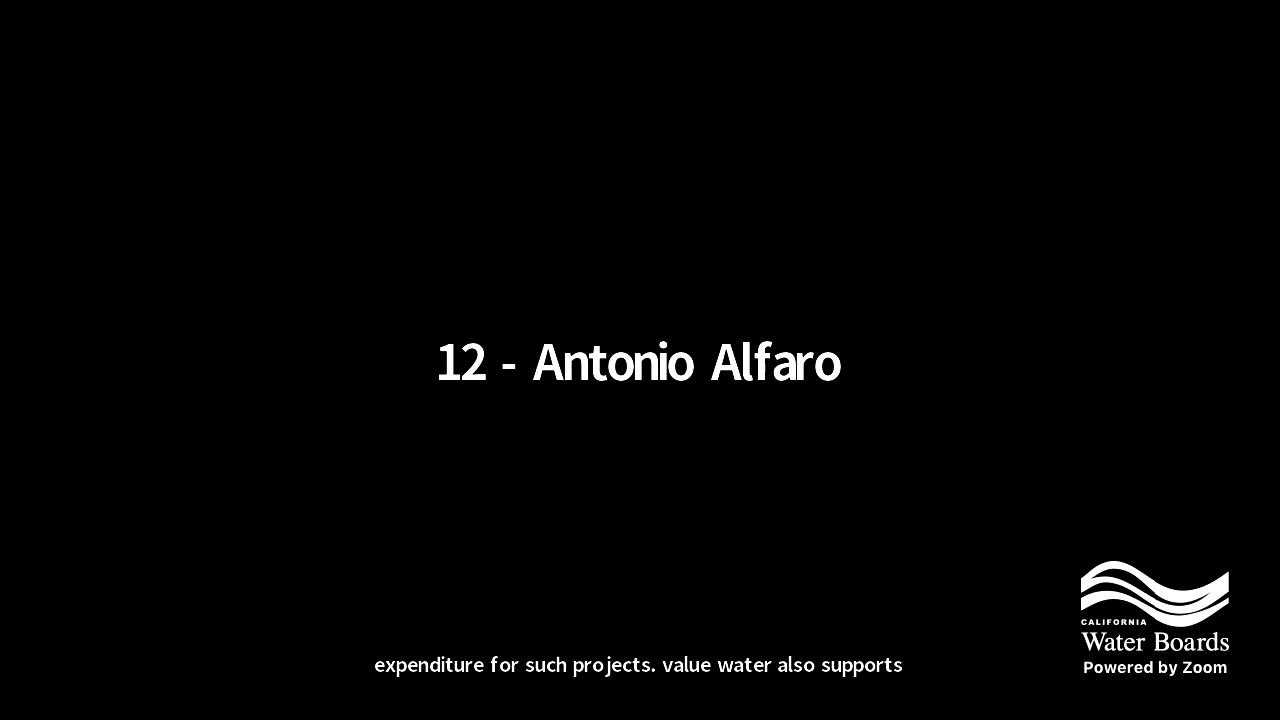 12 - Antonio Alfaro
CALIFORNIA
Water Boards
expenditure for such projects. value water also supports
Powered by Zoom